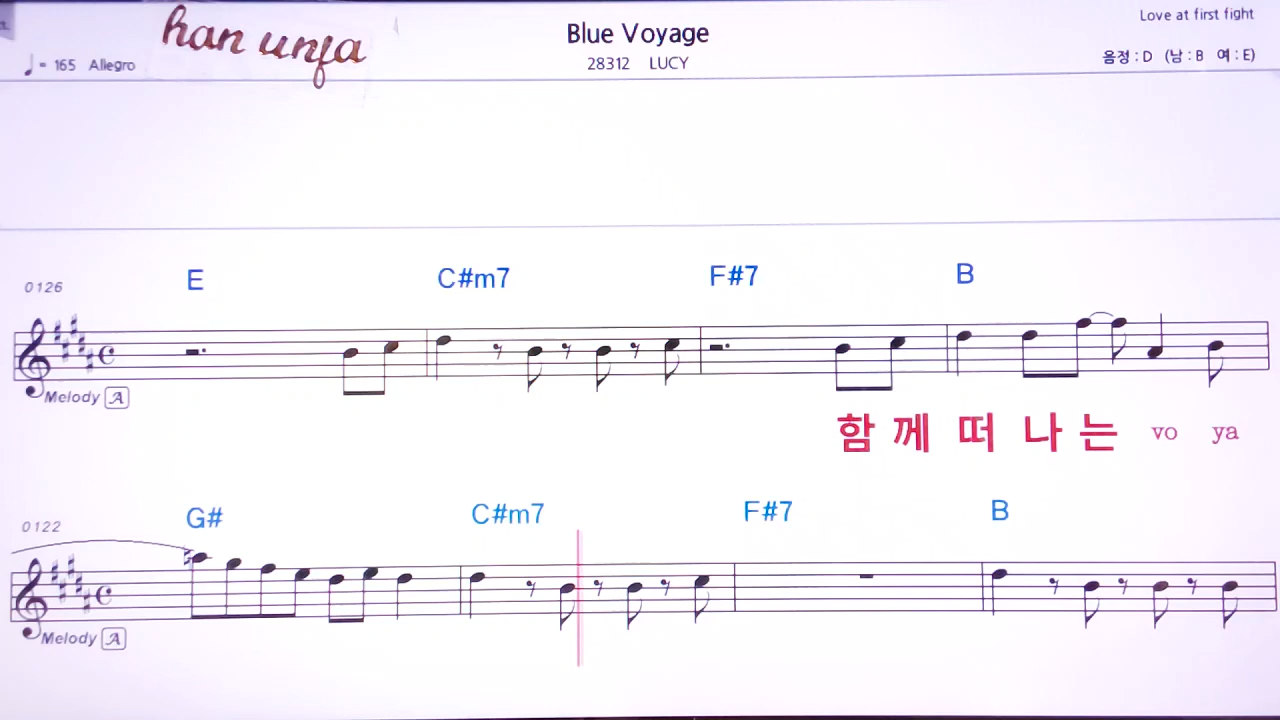 han unja
Blue Voyage
Love at first fight
♩= 165 Allegro
28312 LUCY
음정 : D (남 : B 여 : E)
0126
E C#m7 F#7 B
Melody A
함 께 떠 나 는 vo ya
0122
G# C#m7 F#7 B
Melody A